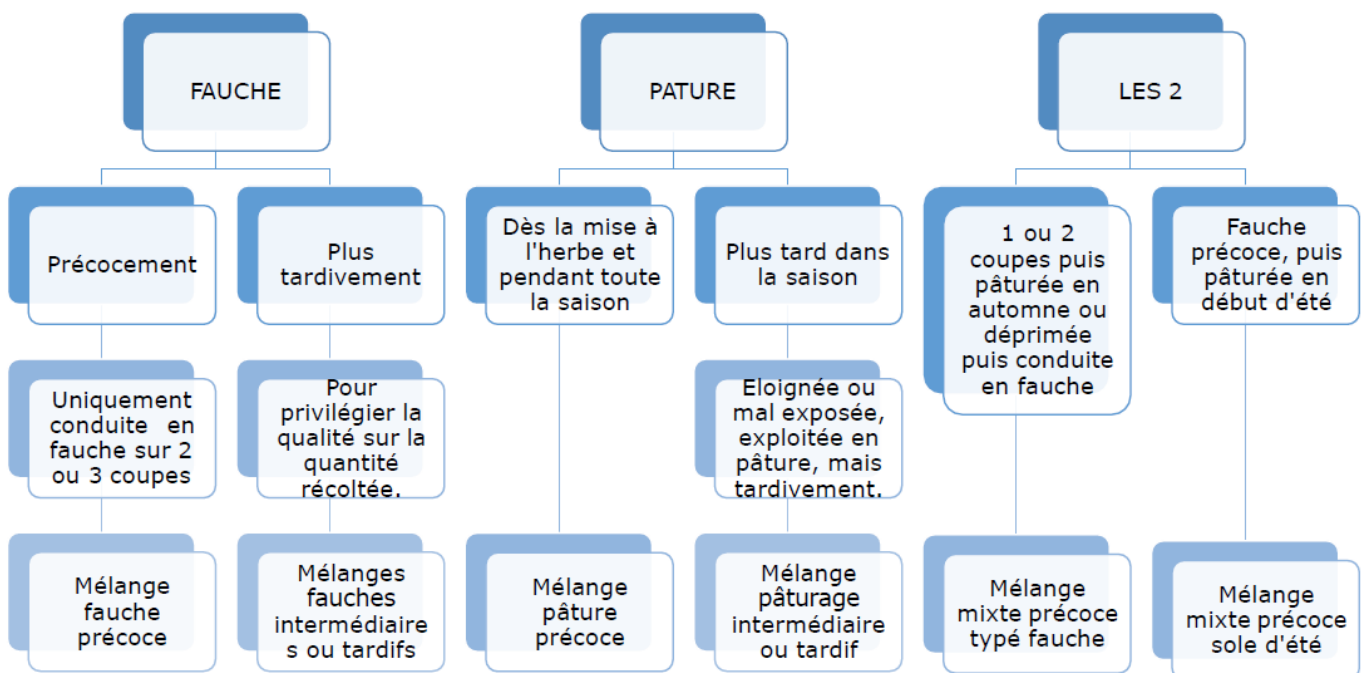 FAUCHE
PATURE
LES 2
Précocement
Plus
tardivement
Dès la mise à
l'herbe et
pendant toute
la saison
Plus tard dans
la saison
1 ou 2
coupes puis
pâturée en
automne ou
déprimée
puis conduite
en fauche
Fauche
précoce, puis
pâturée en
début d'été
Uniquement
conduite en
fauche sur 2
ou 3 coupes
Pour
privilégier la
qualité sur la
quantité
récoltée.
Eloignée ou
mal exposée,
exploitée en
pâture, mais
tardivement.
Mélange
fauche
précoce
Mélanges
fauches
intermédiaire
s ou tardifs
Mélange
pâture
précoce
Mélange
pâturage
intermédiaire
ou tardif
Mélange
mixte précoce
typé fauche
Mélange
mixte précoce
sole d'été